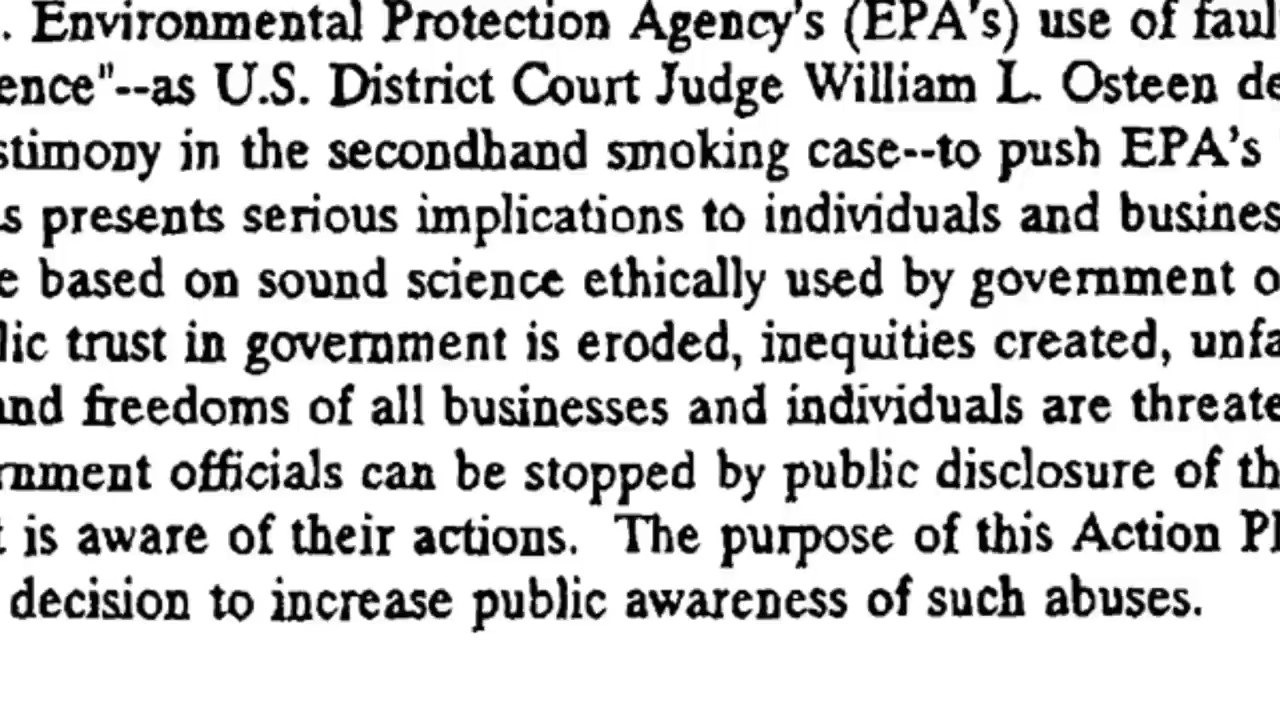 . Environmental Protection Agency's (EPA's) use of faul
ence"--as U.S. District Court Judge William L. Osteen de
stimony in the secondhand smoking case--to push EPA's
s presents serious implications to individuals and busines
e based on sound science ethically used by government o
lic trust in government is eroded, inequities created, unfa
and freedoms of all businesses and individuals are threate
rnment officials can be stopped by public disclosure of th
t is aware of their actions. The purpose of this Action Pl
decision to increase public awareness of such abuses.